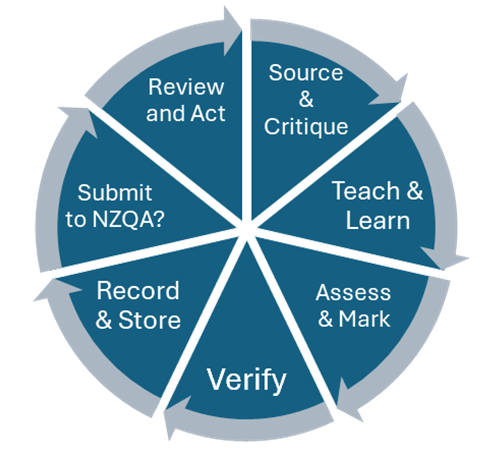 Source
&
Critique
Teach &
Learn
Assess
& Mark
Verify
Record
& Store
Submit
to NZQA?
Review
and Act